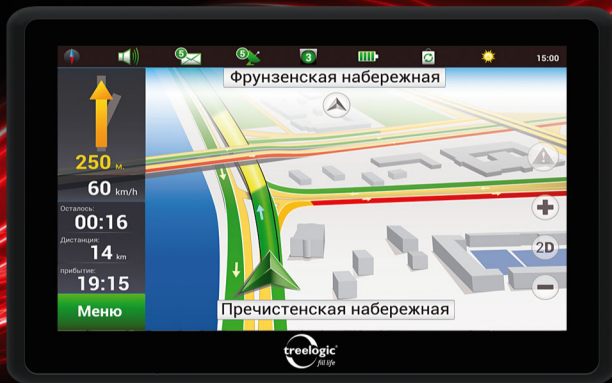 5
5
3
15:00
Фрунзенская набережная
250 м.
60 km/h
Осталось:
00:16
Дистанция:
14 km
прибытие:
19:15
Меню
2D
Пречистенская набережная
treelogic
fill life